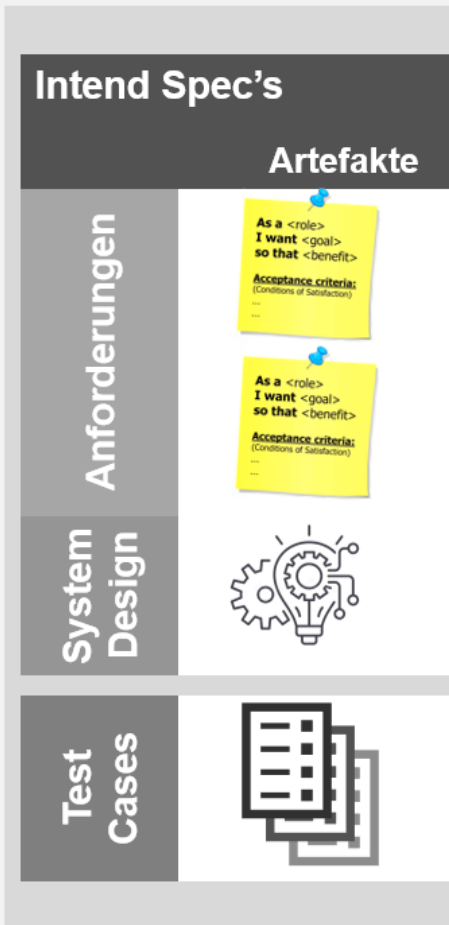 Intend Spec’s
Artefakte
Anforderungen
As a <role>
I want <goal>
so that <benefit>
Acceptance criteria:
(Conditions of Satisfaction)
...
...
As a <role>
I want <goal>
so that <benefit>
Acceptance criteria:
(Conditions of Satisfaction)
...
...
System
Design
Test
Cases